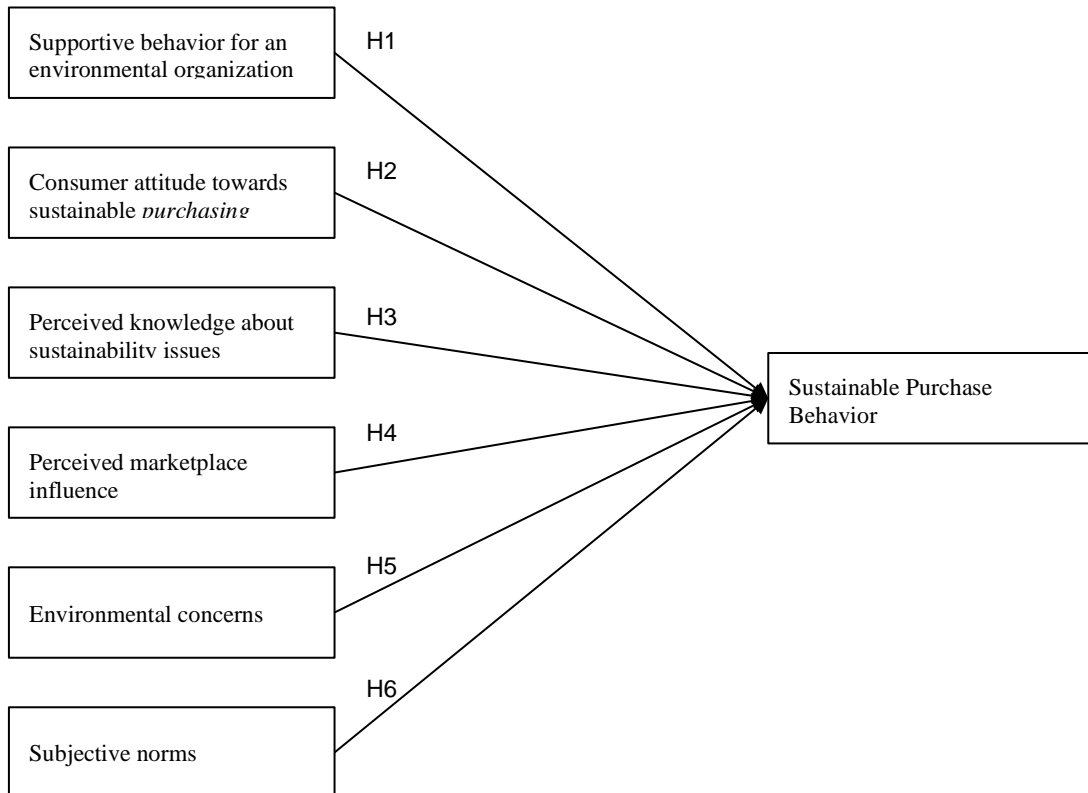 Supportive behavior for an
environmental organization
H1
Consumer attitude towards
sustainable purchasing
H2
Perceived knowledge about
sustainability issues
H3
Perceived marketplace
influence
H4
Environmental concerns
H5
Subjective norms
H6
Sustainable Purchase
Behavior